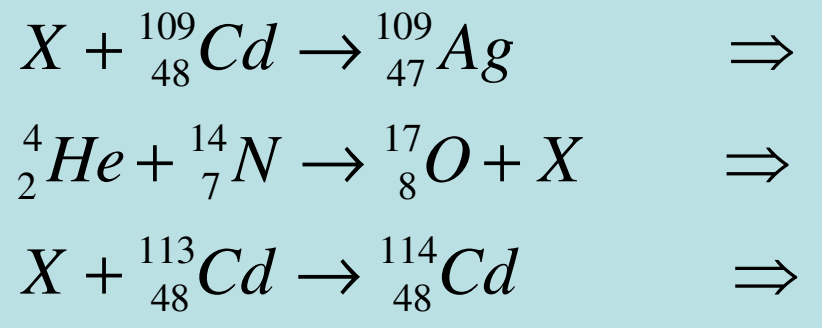 X + ¹⁰⁹₄₈Cd → ¹⁰⁹₄₇Ag ⇒
⁴₂He + ¹⁴₇N → ¹⁷₈O + X ⇒
X + ¹¹³₄₈Cd → ¹¹⁴₄₈Cd ⇒